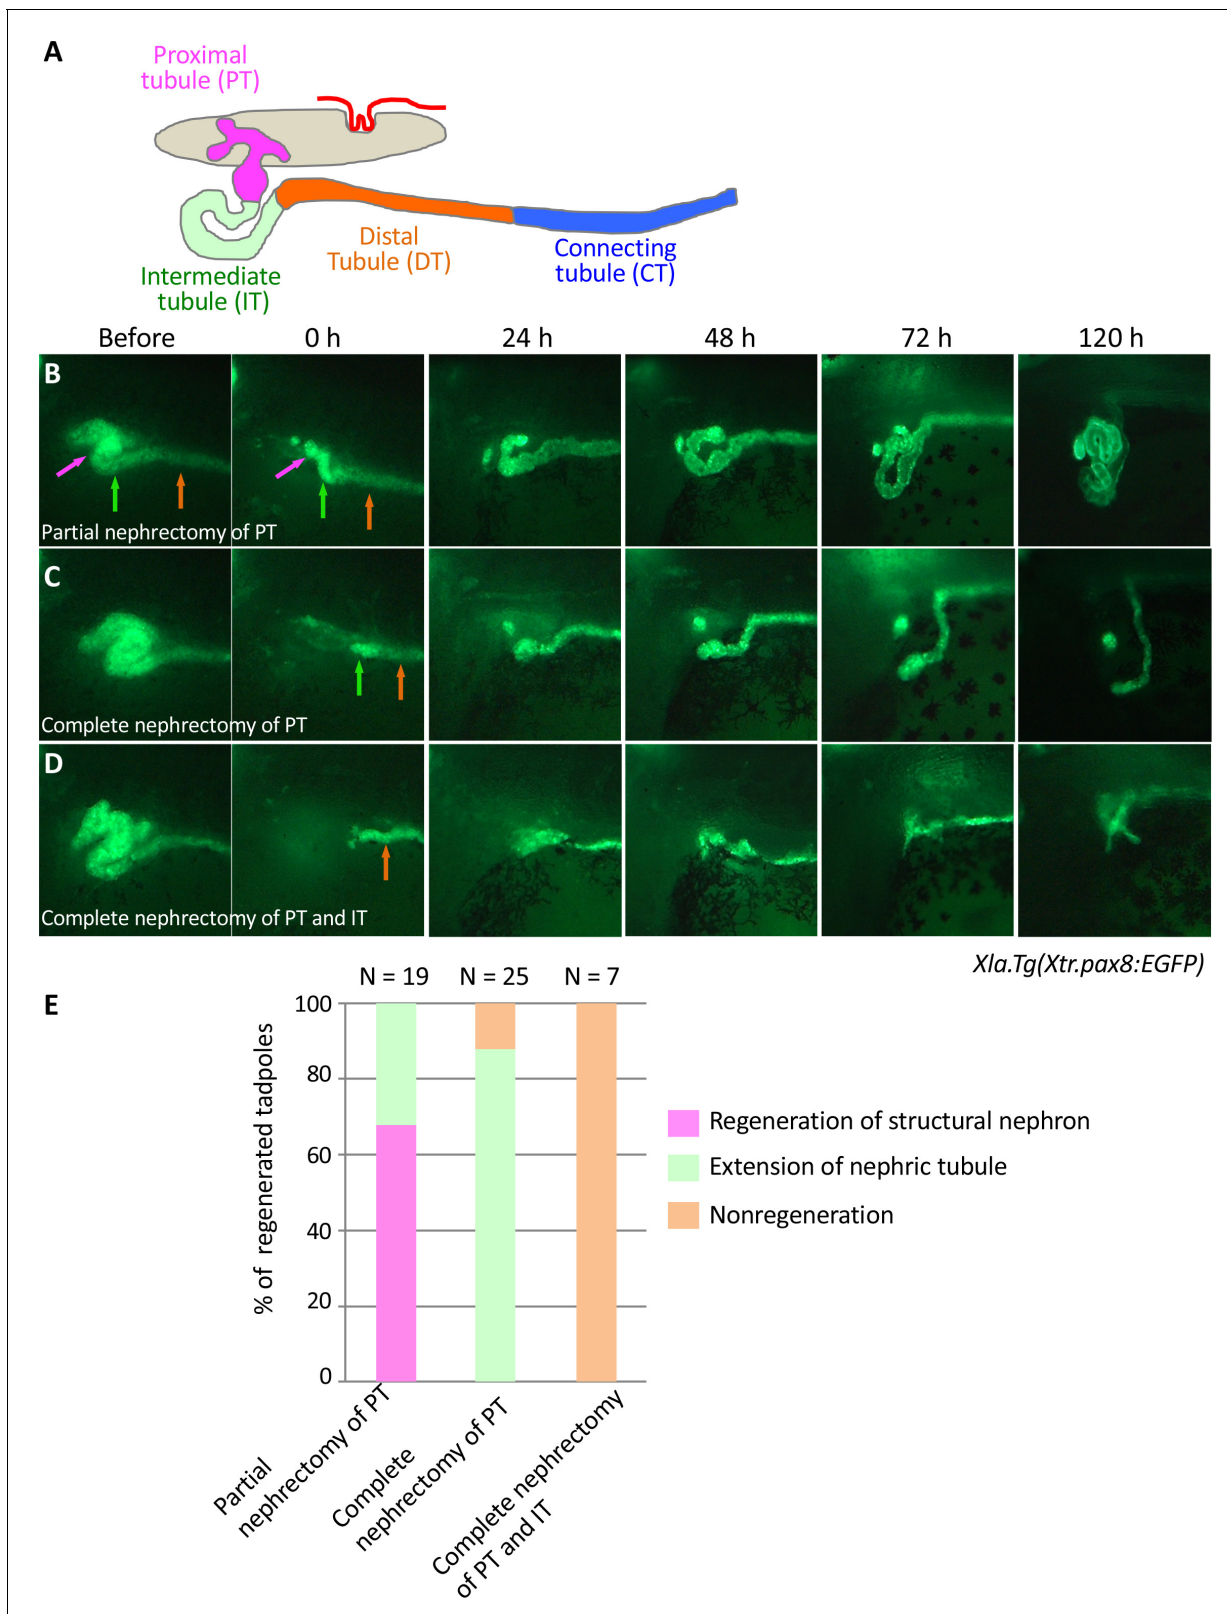 A
Proximal
tubule (PT)
Distal
Tubule (DT)
Connecting
tubule (CT)
Intermediate
tubule (IT)
Before
0 h
24 h
48 h
72 h
120 h
B
Partial nephrectomy of PT
C
Complete nephrectomy of PT
D
Complete nephrectomy of PT and IT
Xla.Tg(Xtr.pax8:EGFP)
E
N = 19
N = 25
N = 7
% of regenerated tadpoles
100
80
60
40
20
0
Partial
nephrectomy of PT
Complete
nephrectomy of PT
Complete nephrectomy
of PT and IT
Regeneration of structural nephron
Extension of nephric tubule
Nonregeneration